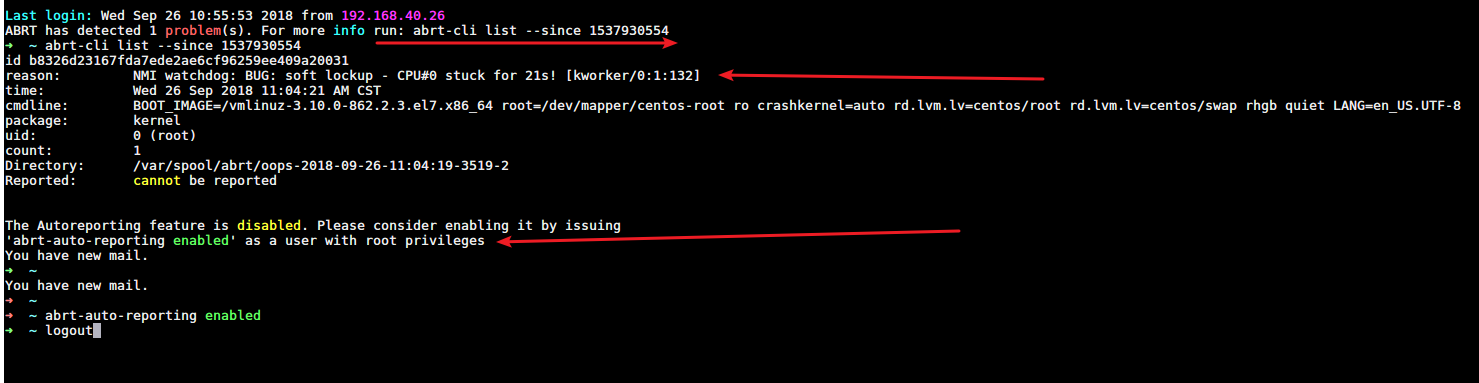 Last login: Wed Sep 26 10:55:53 2018 from 192.168.40.26
ABRT has detected 1 problem(s). For more info run: abrt-cli list --since 1537930554
➜  ~ abrt-cli list --since 1537930554
id b8326d23167fda7ede2ae6cf96259ee409a20031
reason:         NMI watchdog: BUG: soft lockup - CPU#0 stuck for 21s! [kworker/0:1:132]
time:           Wed 26 Sep 2018 11:04:21 AM CST
cmdline:        BOOT_IMAGE=/vmlinuz-3.10.0-862.2.3.el7.x86_64 root=/dev/mapper/centos-root ro crashkernel=auto rd.lvm.lv=centos/root rd.lvm.lv=centos/swap rhgb quiet LANG=en_US.UTF-8
package:        kernel
uid:            0 (root)
count:          1
Directory:      /var/spool/abrt/oops-2018-09-26-11:04:19-3519-2
Reported:       cannot be reported
The Autoreporting feature is disabled. Please consider enabling it by issuing
'abrt-auto-reporting enabled' as a user with root privileges
You have new mail.
➜  ~
You have new mail.
➜  ~
➜  ~ abrt-auto-reporting enabled
➜  ~ logout